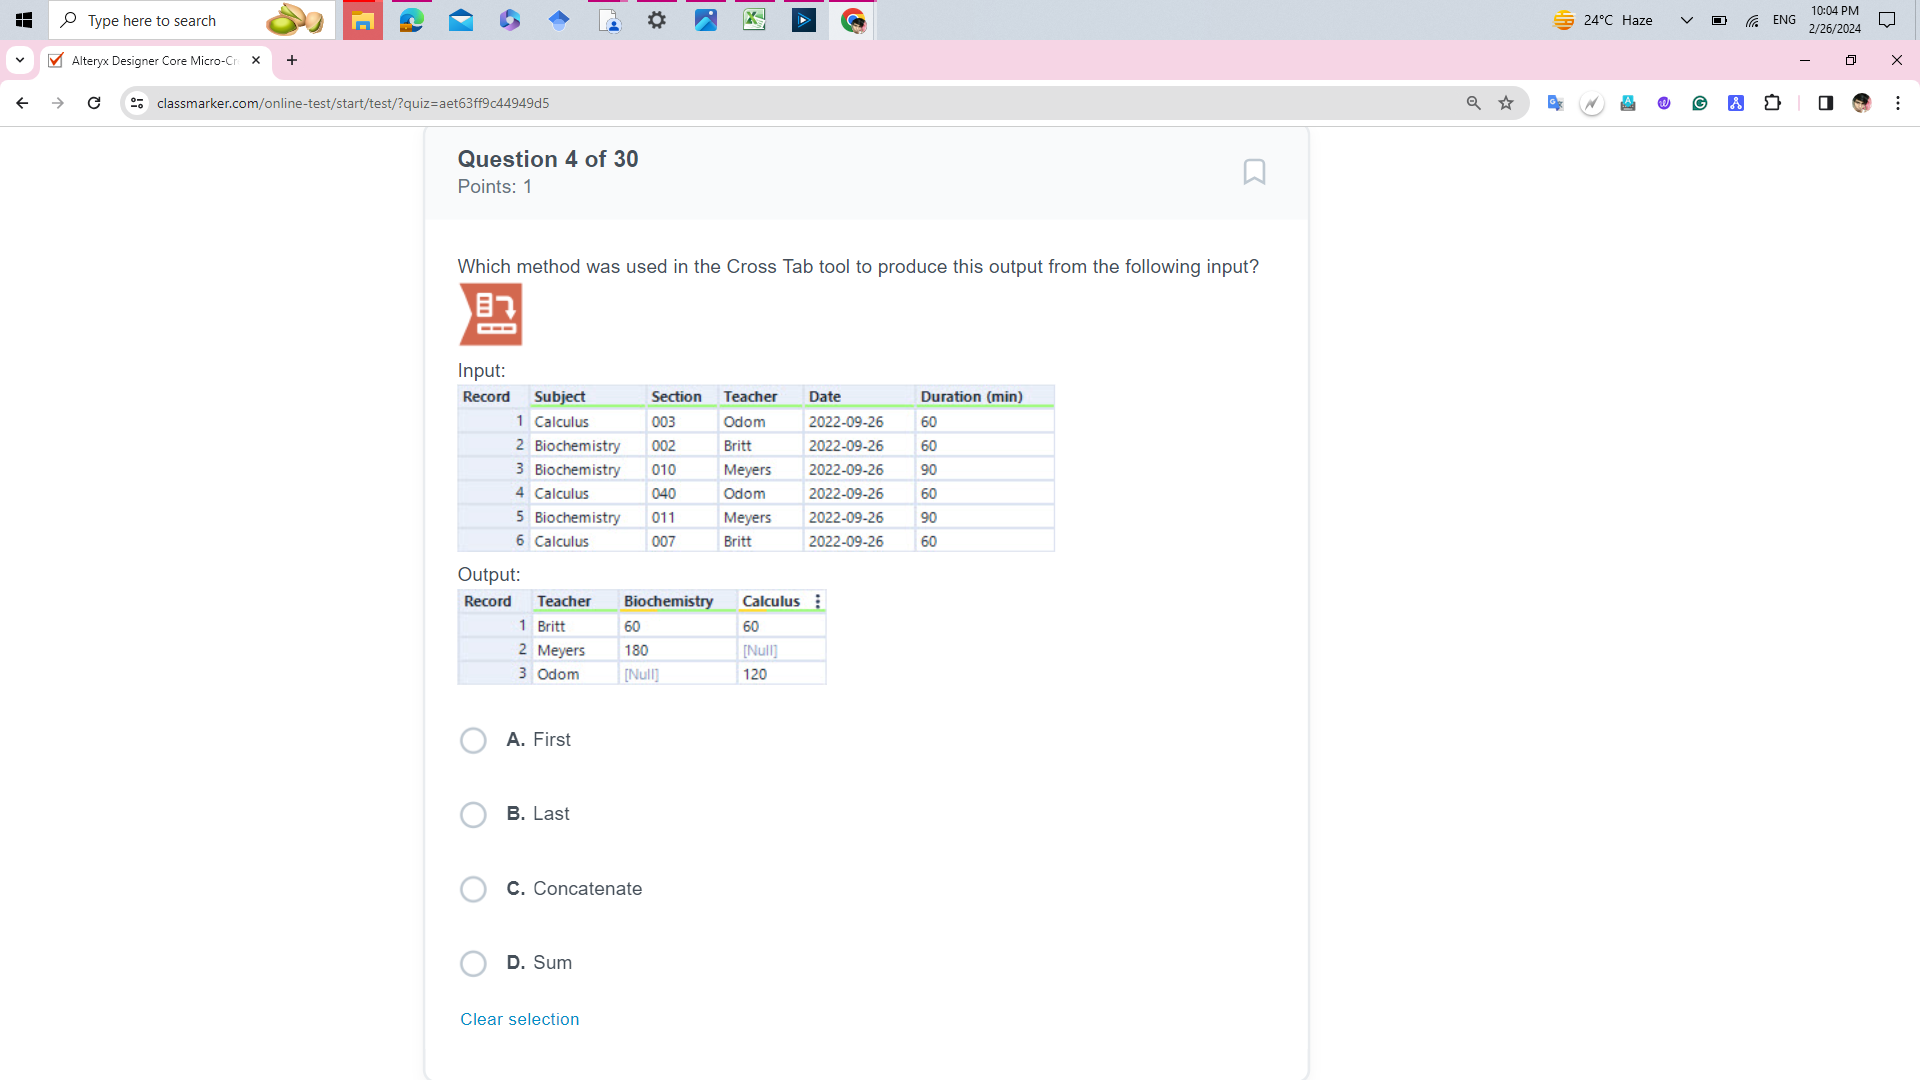 Type here to search
24°C Haze
ENG
10:04 PM
2/26/2024
Alteryx Designer Core Micro-Cr
classmarker.com/online-test/start/test/?quiz=aet63ff9c44949d5
Question 4 of 30
Points: 1
Which method was used in the Cross Tab tool to produce this output from the following input?
Input:
Record Subject Section Teacher Date Duration (min)
1 Calculus 003 Odom 2022-09-26 60
2 Biochemistry 002 Britt 2022-09-26 60
3 Biochemistry 010 Meyers 2022-09-26 90
4 Calculus 040 Odom 2022-09-26 60
5 Biochemistry 011 Meyers 2022-09-26 90
6 Calculus 007 Britt 2022-09-26 60
Output:
Record Teacher Biochemistry Calculus
1 Britt 60 60
2 Meyers 180 [Null]
3 Odom [Null] 120
A. First
B. Last
C. Concatenate
D. Sum
Clear selection